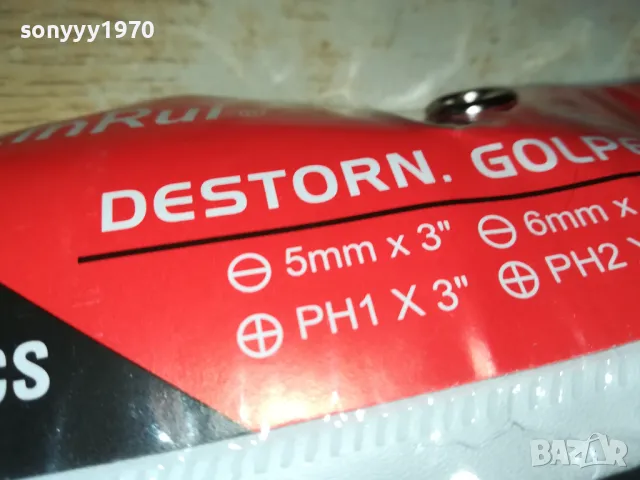 sonyyy1970
DESTORN. GOLPE
⊖ 5mm x 3" ⊖ 6mm x
⊕ PH1 X 3" ⊕ PH2
CS
BAZAR